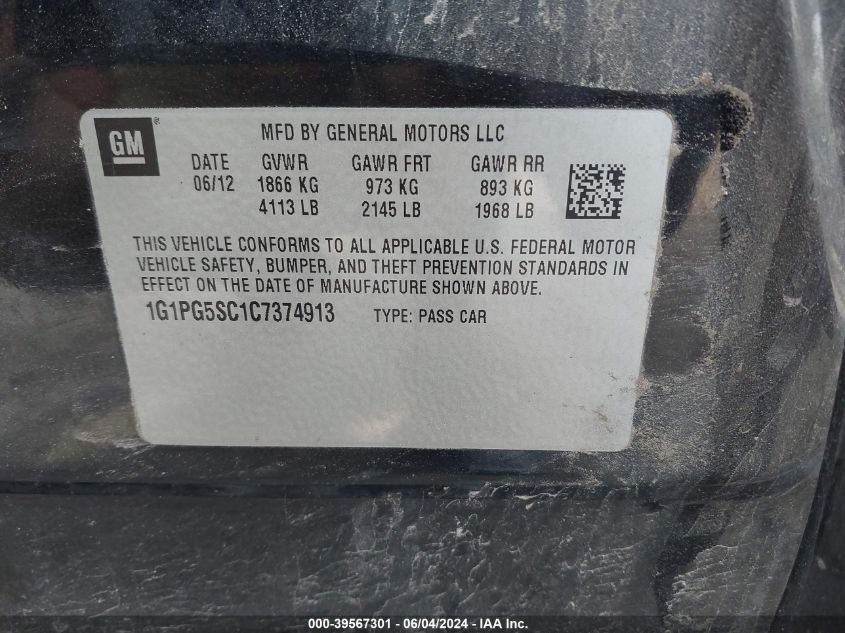 GM ®
MFD BY GENERAL MOTORS LLC
DATE GVWR GAWR FRT GAWR RR
06/12 1866 KG 973 KG 893 KG
4113 LB 2145 LB 1968 LB
THIS VEHICLE CONFORMS TO ALL APPLICABLE U.S. FEDERAL MOTOR
VEHICLE SAFETY, BUMPER, AND THEFT PREVENTION STANDARDS IN
EFFECT ON THE DATE OF MANUFACTURE SHOWN ABOVE.
1G1PG5SC1C7374913 TYPE: PASS CAR
000-39567301 - 06/04/2024 - IAA Inc.